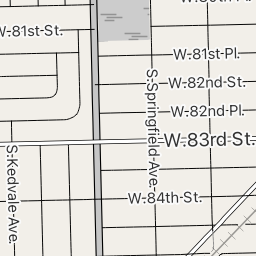 W. 81st St.
W. 81st Pl.
W. 82nd St.
S. Springfield Ave.
W. 82nd Pl.
W. 83rd St.
S. Kedvale Ave.
W. 84th St.